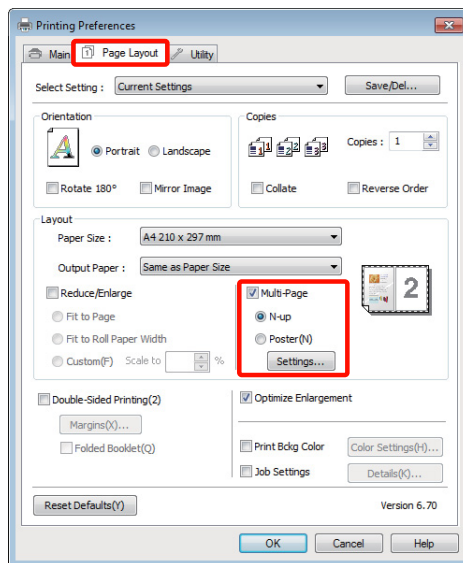 Printing Preferences
Main Page Layout Utility
Select Setting : Current Settings Save/Del...
Orientation
Portrait Landscape
Rotate 180° Mirror Image
Copies
Copies : 1
Collate Reverse Order
Layout
Paper Size : A4 210 x 297 mm
Output Paper : Same as Paper Size
Reduce/Enlarge
Fit to Page
Fit to Roll Paper Width
Custom(F) Scale to %
Multi-Page
N-up
Poster(N)
Settings...
2
Double-Sided Printing(2)
Margins(X)...
Folded Booklet(Q)
Optimize Enlargement
Print Bckg Color Color Settings(H)...
Job Settings Details(K)...
Reset Defaults(Y) Version 6.70
OK Cancel Help